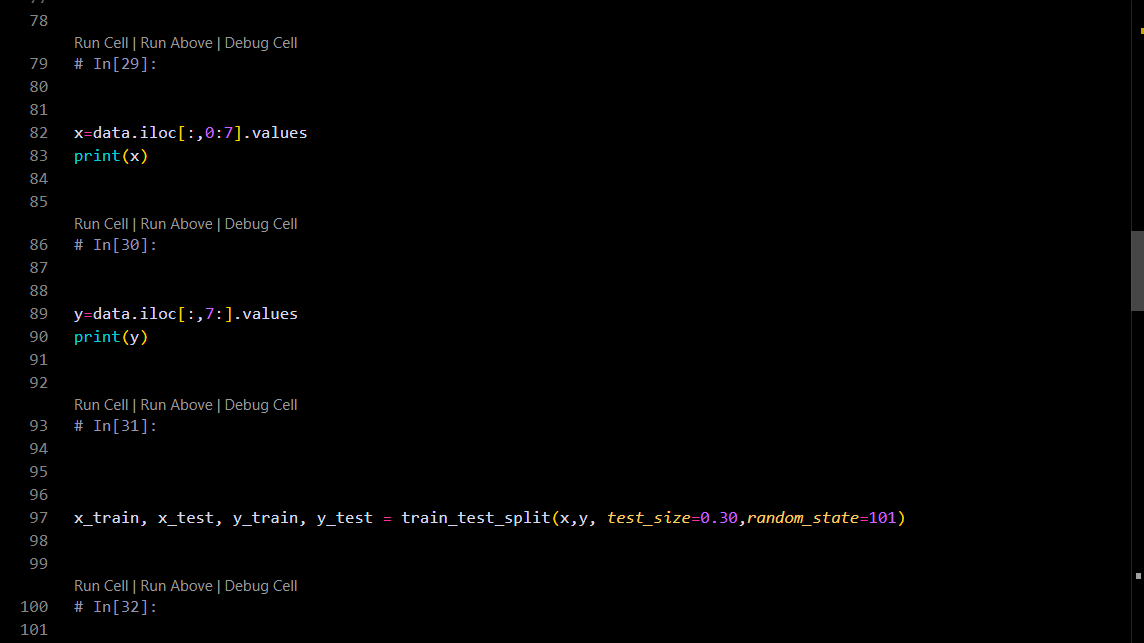 78
Run Cell | Run Above | Debug Cell
79 # In[29]:
80
81
82 x=data.iloc[:,0:7].values
83 print(x)
84
85
Run Cell | Run Above | Debug Cell
86 # In[30]:
87
88
89 y=data.iloc[:,7:].values
90 print(y)
91
92
Run Cell | Run Above | Debug Cell
93 # In[31]:
94
95
96
97 x_train, x_test, y_train, y_test = train_test_split(x,y, test_size=0.30,random_state=101)
98
99
Run Cell | Run Above | Debug Cell
100 # In[32]:
101